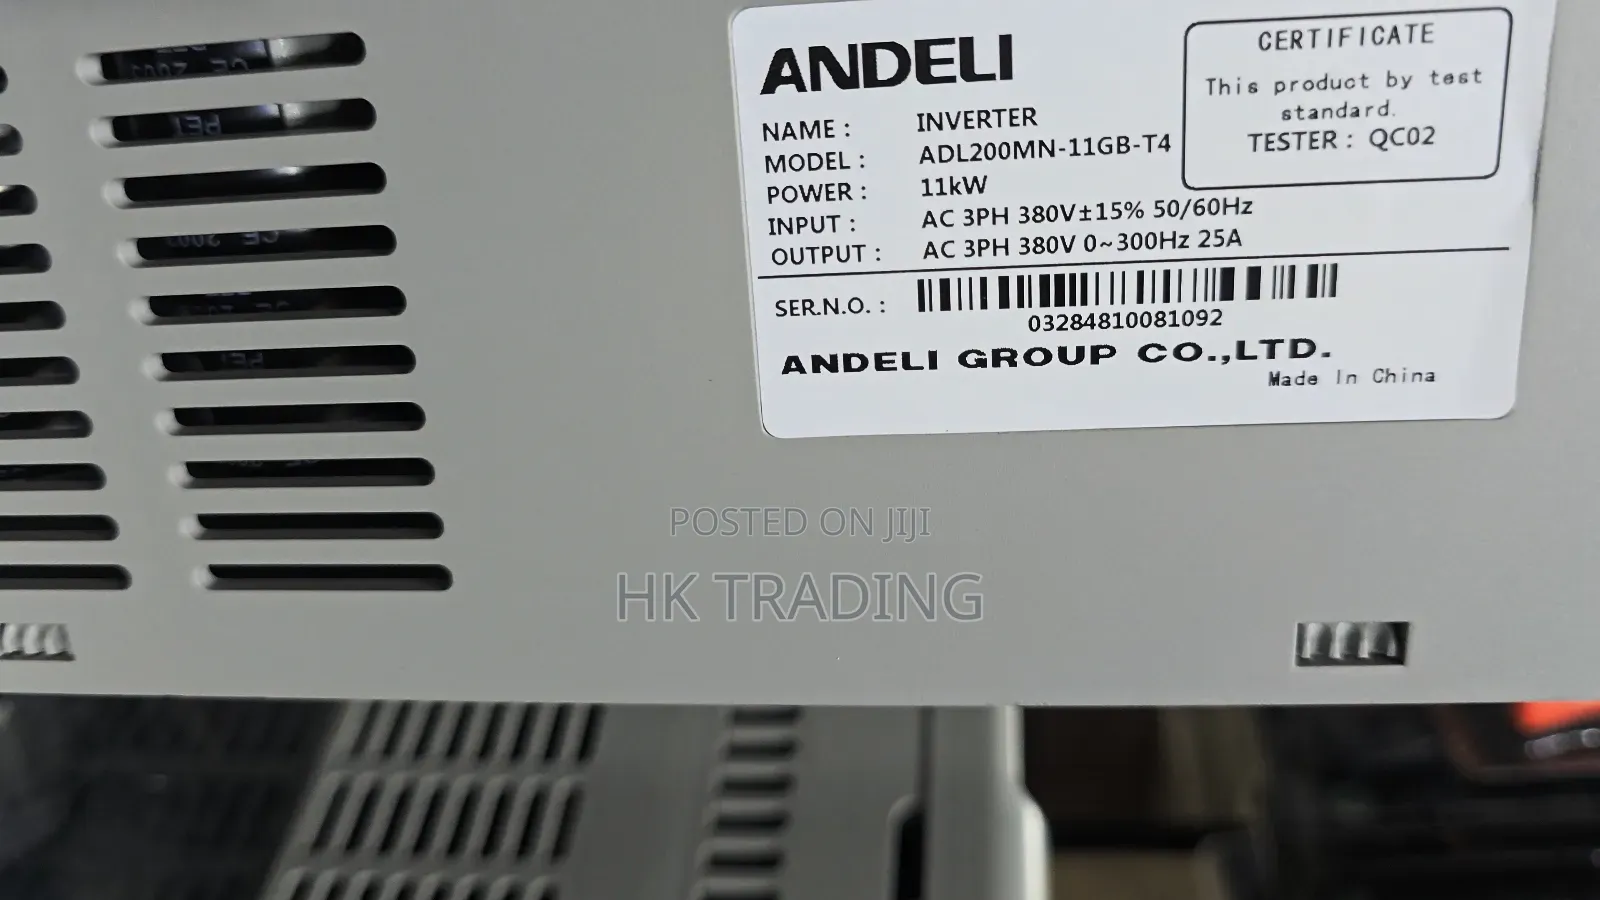 ANDELI
NAME : INVERTER
MODEL : ADL200MN-11GB-T4
POWER : 11kW
INPUT : AC 3PH 380V±15% 50/60Hz
OUTPUT : AC 3PH 380V 0~300Hz 25A
CERTIFICATE
This product by test
standard.
TESTER : QC02
SER.N.O. :
03284810081092
ANDELI GROUP CO.,LTD.
Made In China
POSTED ON JIJI
HK TRADING